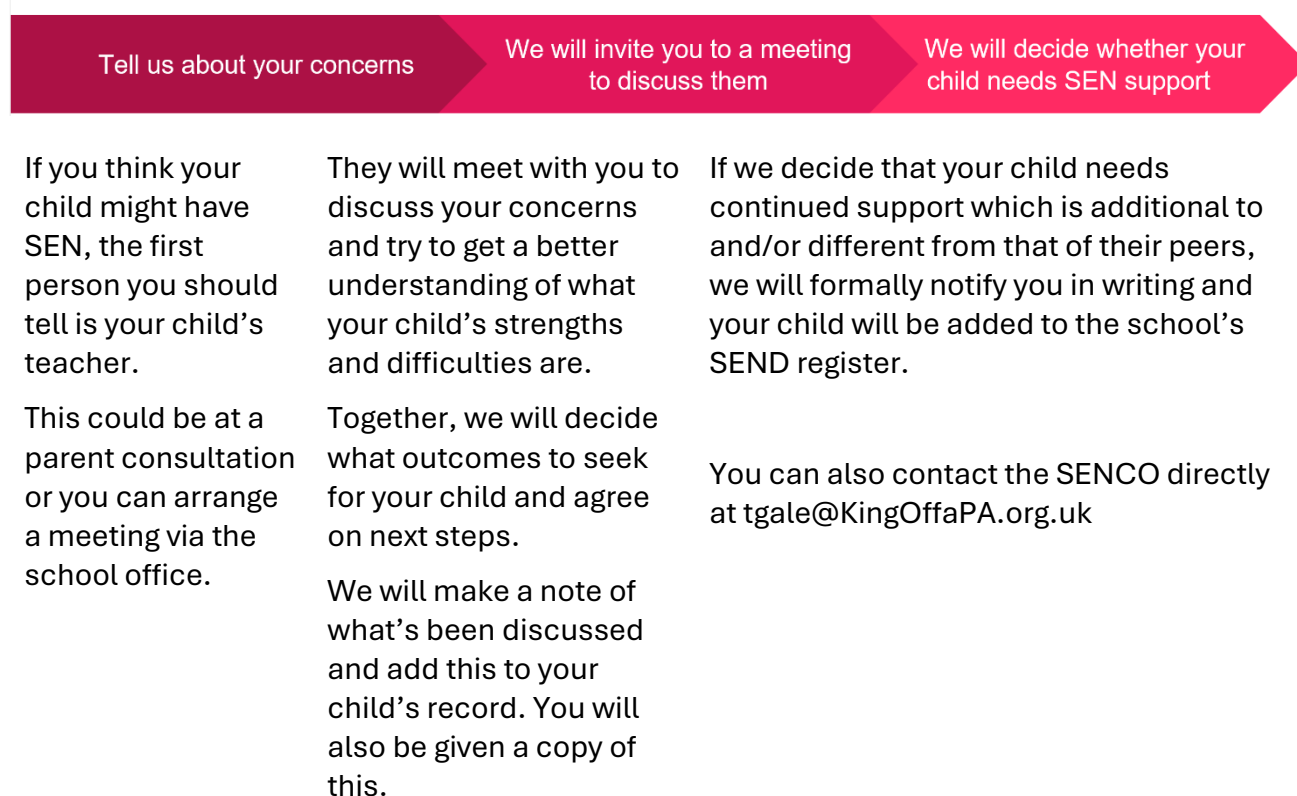 Tell us about your concerns
We will invite you to a meeting
to discuss them
We will decide whether your
child needs SEN support
If you think your
child might have
SEN, the first
person you should
tell is your child’s
teacher.
This could be at a
parent consultation
or you can arrange
a meeting via the
school office.
They will meet with you to
discuss your concerns
and try to get a better
understanding of what
your child’s strengths
and difficulties are.
Together, we will decide
what outcomes to seek
for your child and agree
on next steps.
We will make a note of
what’s been discussed
and add this to your
child’s record. You will
also be given a copy of
this.
If we decide that your child needs
continued support which is additional to
and/or different from that of their peers,
we will formally notify you in writing and
your child will be added to the school’s
SEND register.
You can also contact the SENCO directly
at tgale@KingOffaPA.org.uk